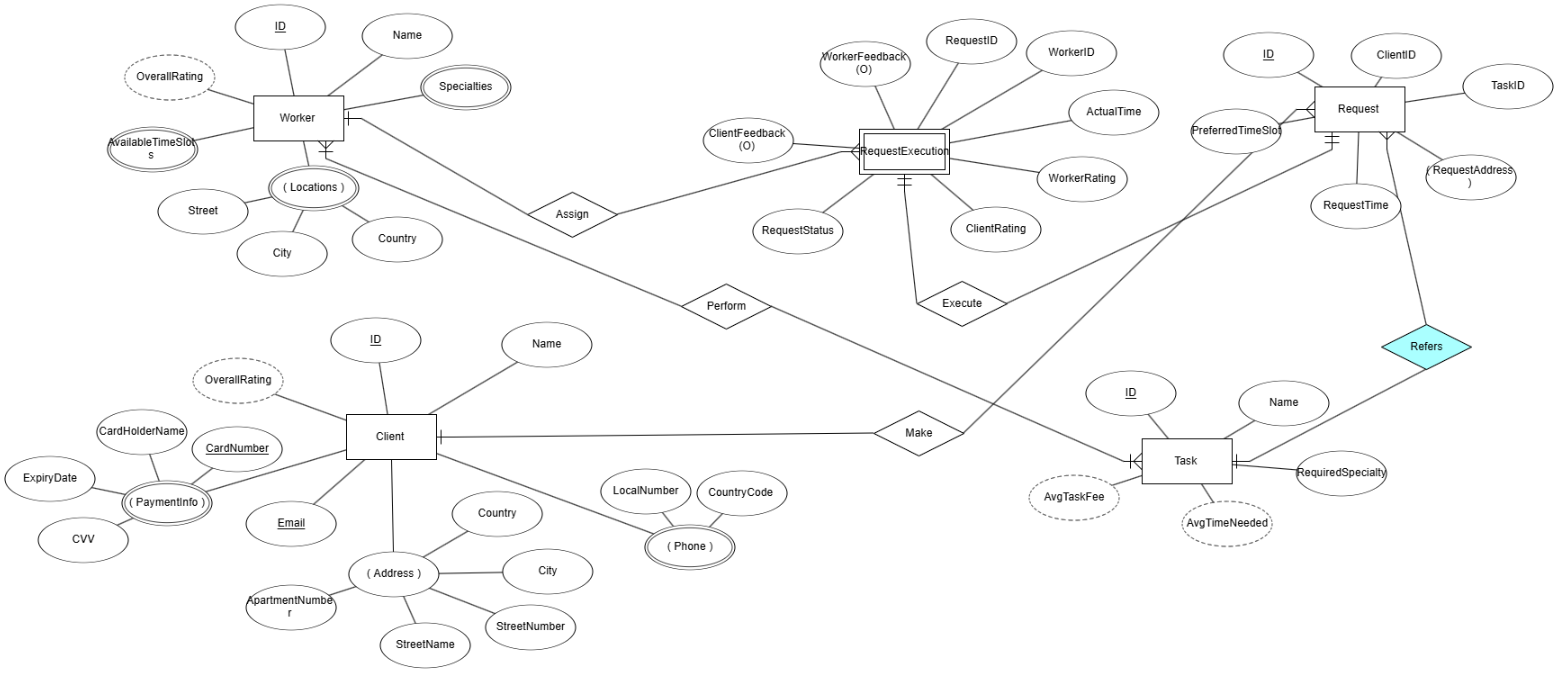 ID
Name
OverallRating
Specialties
Worker
AvailableTimeSlot
s
( Locations )
Street
City
Country
WorkerFeedback
(O)
RequestID
WorkerID
ActualTime
ClientFeedback
(O)
RequestExecution
WorkerRating
ClientRating
RequestStatus
Assign
ID
ClientID
TaskID
Request
PreferredTimeSlot
( RequestAddress
)
RequestTime
Perform
Execute
Refers
ID
Name
OverallRating
CardHolderName
CardNumber
Client
ExpiryDate
( PaymentInfo )
CVV
Email
Make
LocalNumber
CountryCode
( Phone )
Country
( Address )
City
ApartmentNumbe
r
StreetNumber
StreetName
ID
Name
Task
RequiredSpecialty
AvgTaskFee
AvgTimeNeeded